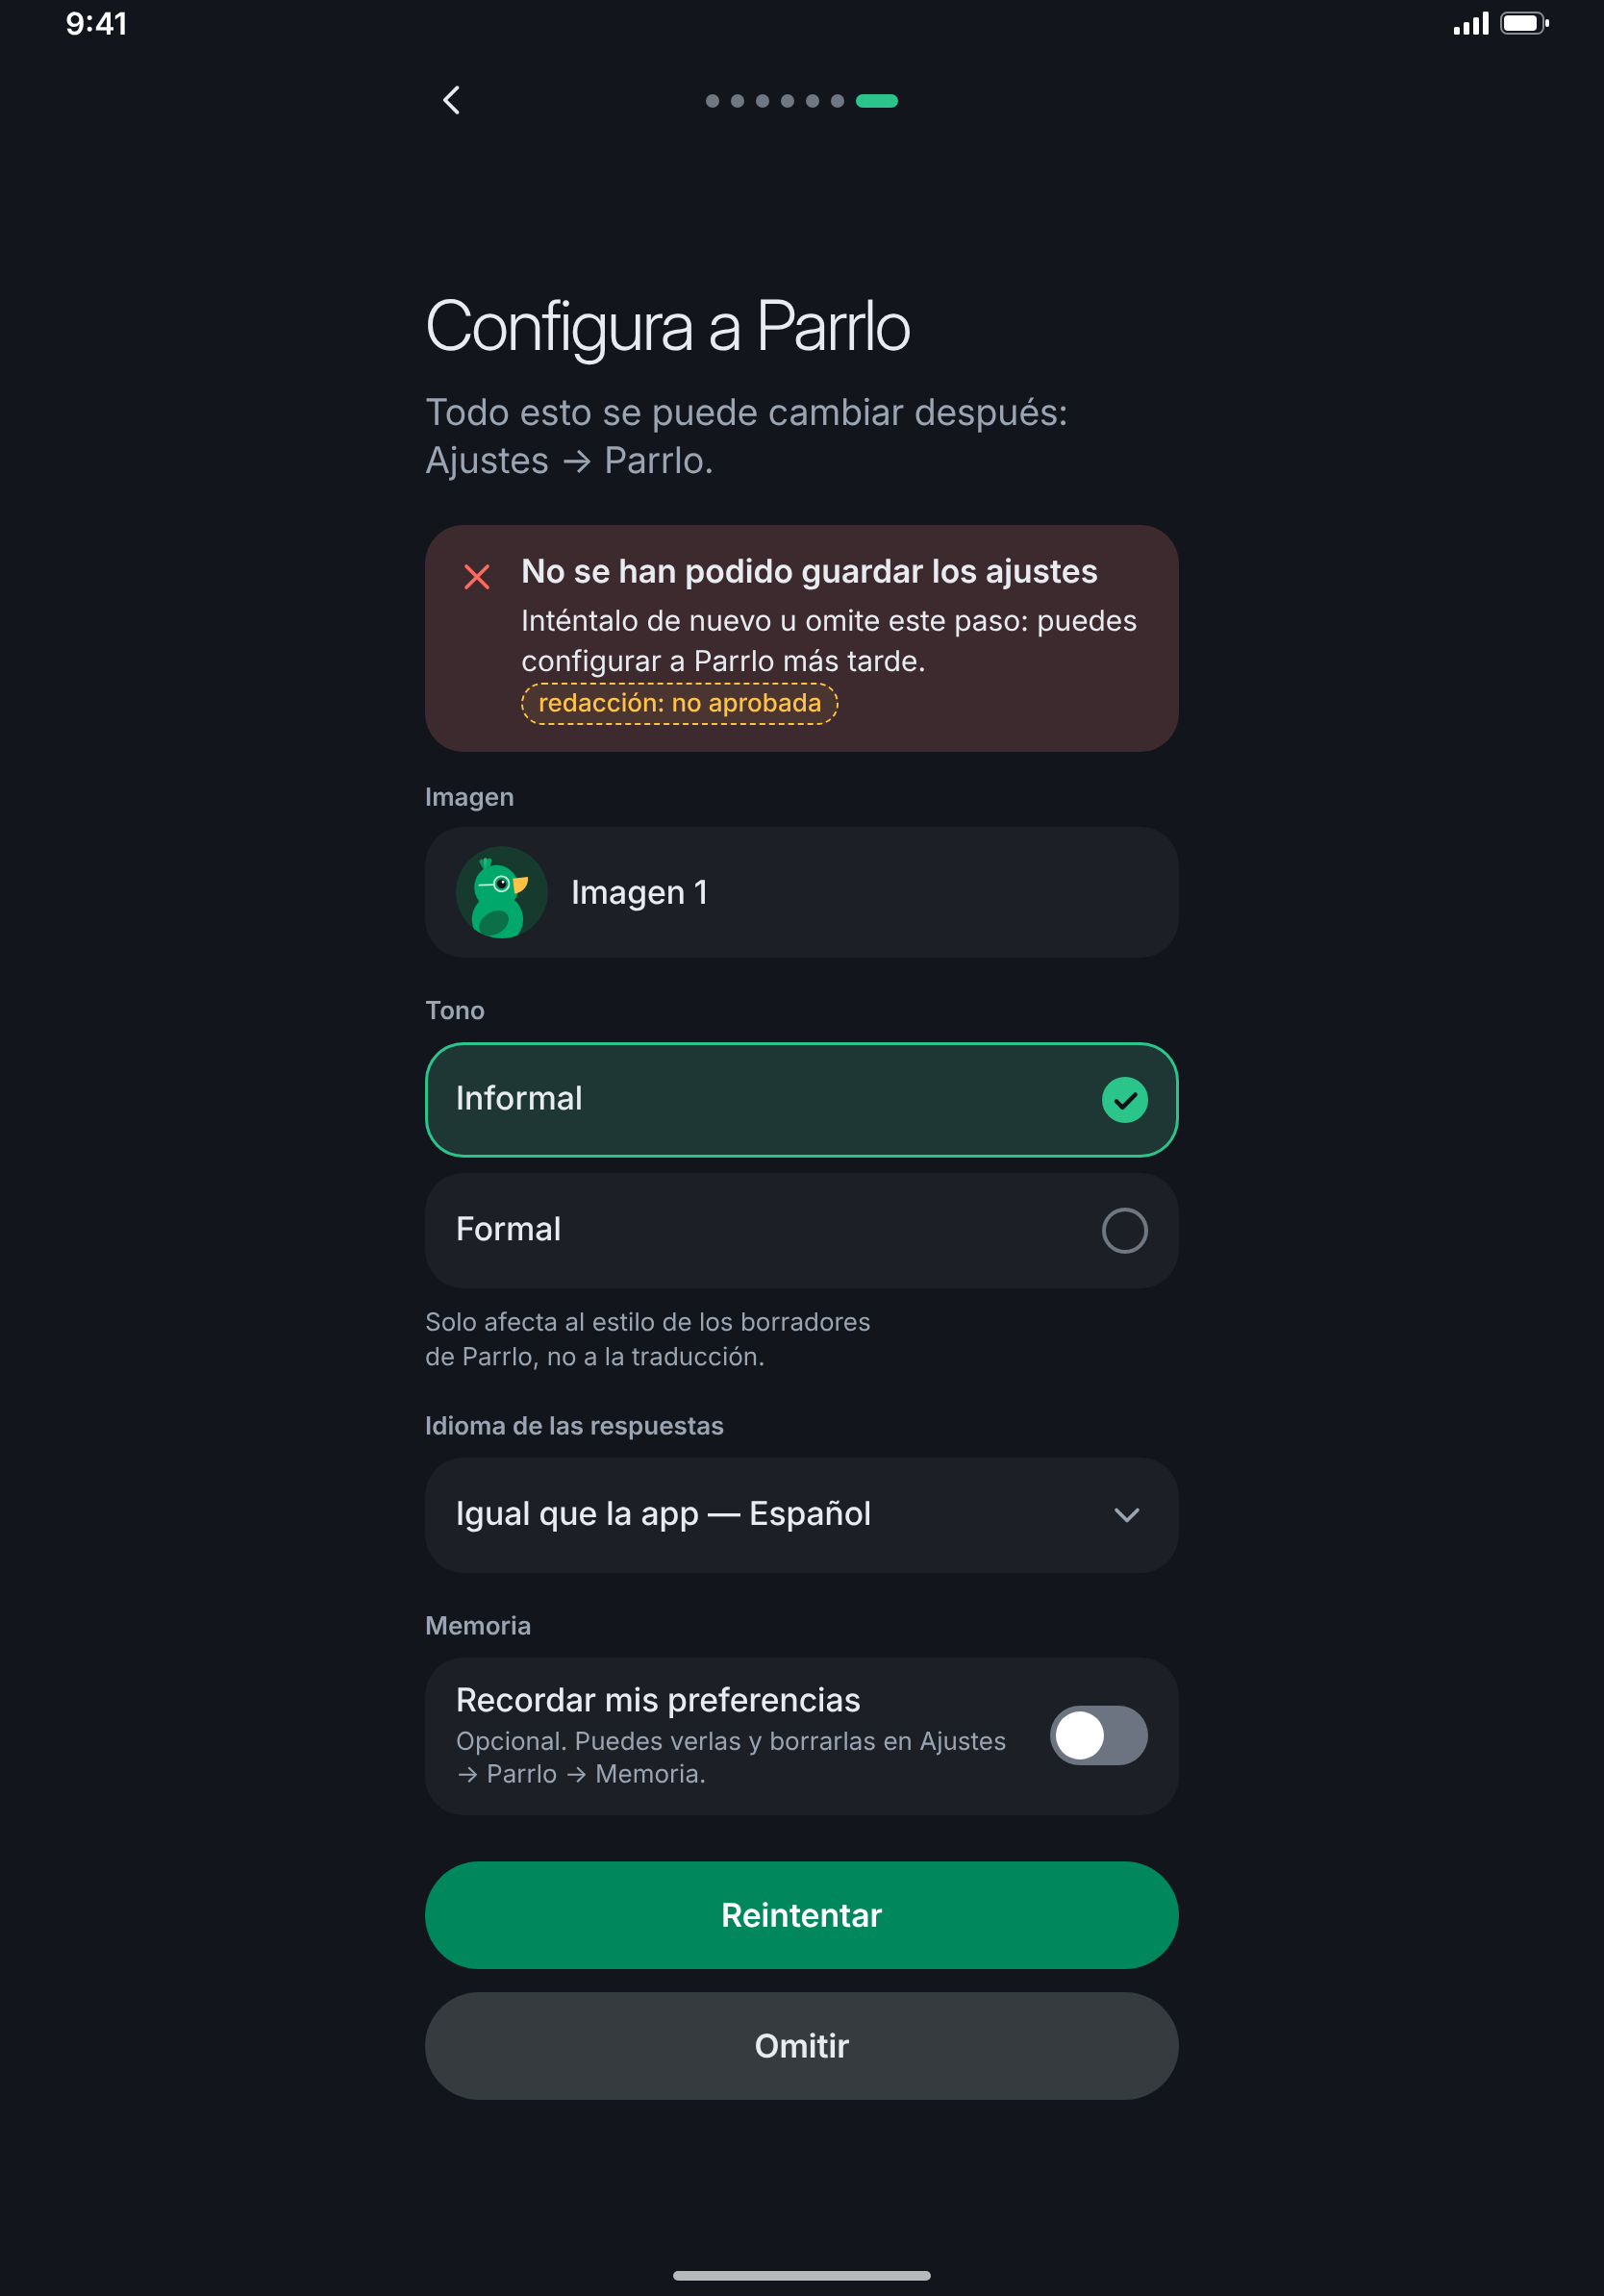 9:41
Configura a Parrlo
Todo esto se puede cambiar después:
Ajustes → Parrlo.
No se han podido guardar los ajustes
Inténtalo de nuevo u omite este paso: puedes
configurar a Parrlo más tarde.
redacción: no aprobada
Imagen
Imagen 1
Tono
Informal
Formal
Solo afecta al estilo de los borradores
de Parrlo, no a la traducción.
Idioma de las respuestas
Igual que la app — Español
Memoria
Recordar mis preferencias
Opcional. Puedes verlas y borrarlas en Ajustes
→ Parrlo → Memoria.
Reintentar
Omitir